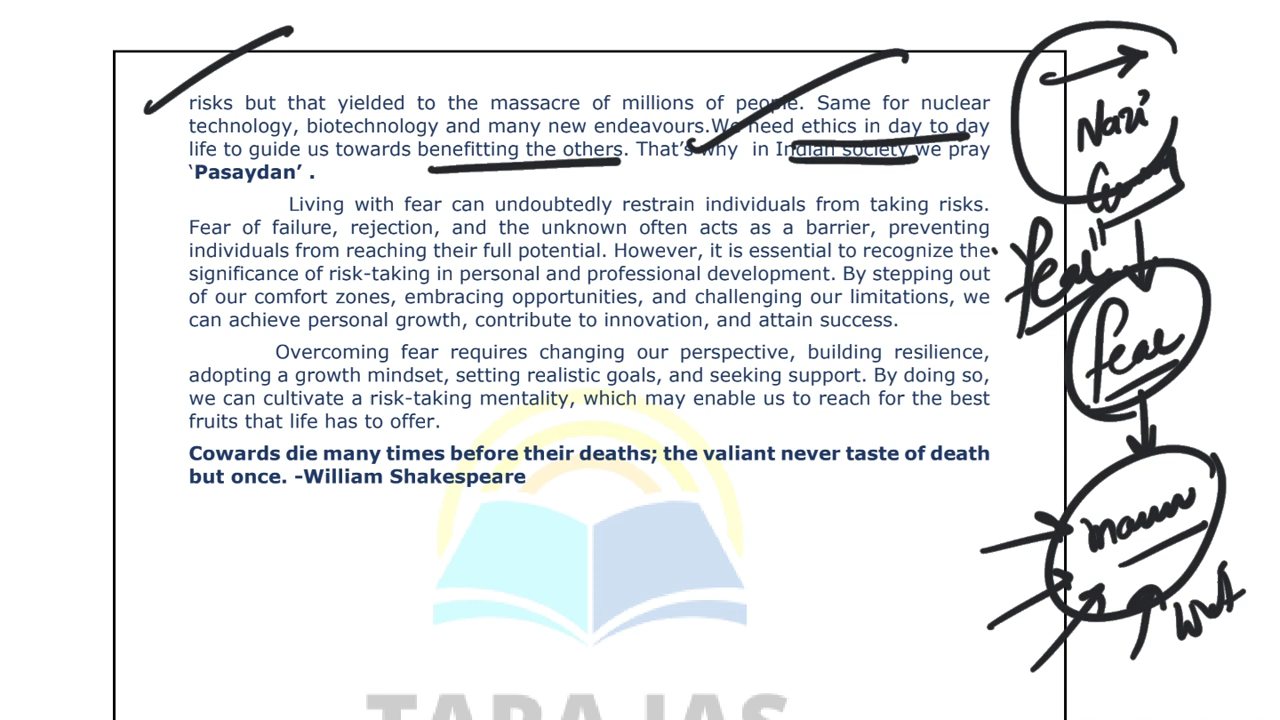 risks but that yielded to the massacre of millions of people. Same for nuclear
technology, biotechnology and many new endeavours.We need ethics in day to day
life to guide us towards benefitting the others. That's why in Indian society we pray
‘Pasaydan’ .
Living with fear can undoubtedly restrain individuals from taking risks.
Fear of failure, rejection, and the unknown often acts as a barrier, preventing
individuals from reaching their full potential. However, it is essential to recognize the
significance of risk-taking in personal and professional development. By stepping out
of our comfort zones, embracing opportunities, and challenging our limitations, we
can achieve personal growth, contribute to innovation, and attain success.
Overcoming fear requires changing our perspective, building resilience,
adopting a growth mindset, setting realistic goals, and seeking support. By doing so,
we can cultivate a risk-taking mentality, which may enable us to reach for the best
fruits that life has to offer.
Cowards die many times before their deaths; the valiant never taste of death
but once. -William Shakespeare
Nazi
fear
fear